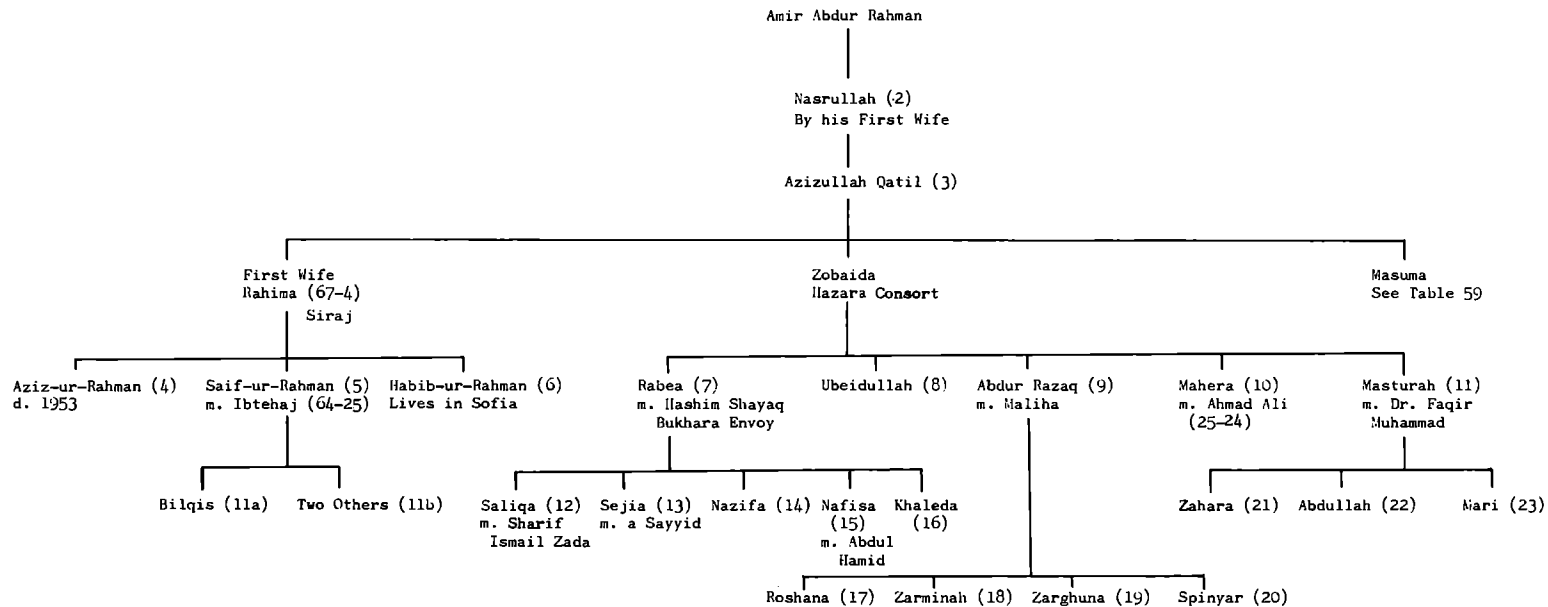 Amir Abdur Rahman
Nasrullah (2)
By his First Wife
Azizullah Qatil (3)
First Wife
Rahima (67-4)
Siraj
Zobaida
Hazara Consort
Masuma
See Table 59
Aziz-ur-Rahman (4)
d. 1953
Saif-ur-Rahman (5)
m. Ibtehaj (64-25)
Habib-ur-Rahman (6)
Lives in Sofia
Rabea (7)
m. Hashim Shayaq
Bukhara Envoy
Ubeidullah (8)
Abdur Razaq (9)
m. Maliha
Mahera (10)
m. Ahmad Ali
(25-24)
Masturah (11)
m. Dr. Faqir
Muhammad
Bilqis (11a)
Two Others (11b)
Saliqa (12)
m. Sharif
Ismail Zada
Sejia (13)
m. a Sayyid
Nazifa (14)
Nafisa
(15)
m. Abdul
Hamid
Khaleda
(16)
Zahara (21)
Abdullah (22)
Mari (23)
Roshana (17)
Zarminah (18)
Zarghuna (19)
Spinyar (20)